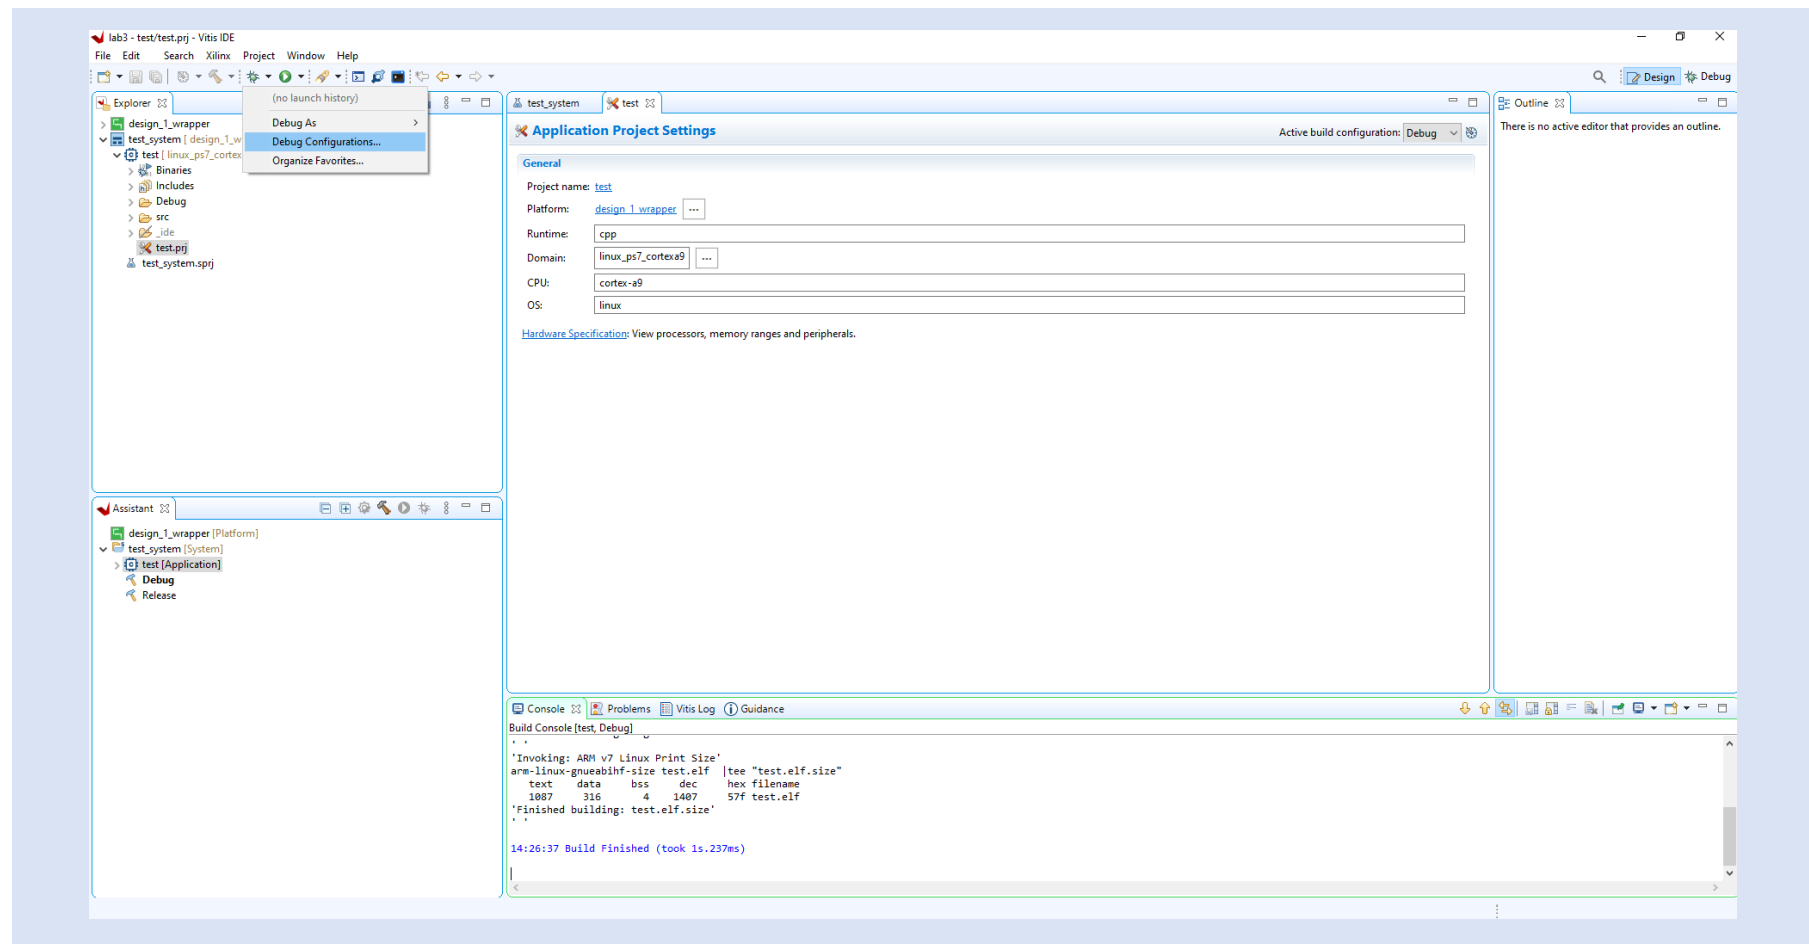 lab3 - test/test.prj - Vitis IDE
File Edit Search Xilinx Project Window Help
Design Debug
Explorer
(no launch history)
Debug As
Debug Configurations...
Organize Favorites...
design_1_wrapper
test_system [ design_1_w
test [ linux_ps7_cortex
Binaries
Includes
Debug
src
_ide
test.prj
test_system.sprj
test_system test
Application Project Settings
Active build configuration: Debug
General
Project name: test
Platform: design_1_wrapper ...
Runtime: cpp
Domain: linux_ps7_cortexa9 ...
CPU: cortex-a9
OS: linux
Hardware Specification: View processors, memory ranges and peripherals.
Outline
There is no active editor that provides an outline.
Assistant
design_1_wrapper [Platform]
test_system [System]
test [Application]
Debug
Release
Console Problems Vitis Log Guidance
Build Console [test, Debug]
' '
'Invoking: ARM v7 Linux Print Size'
arm-linux-gnueabihf-size test.elf |tee "test.elf.size"
text data bss dec hex filename
1087 316 4 1407 57f test.elf
'Finished building: test.elf.size'
' '
14:26:37 Build Finished (took 1s.237ms)